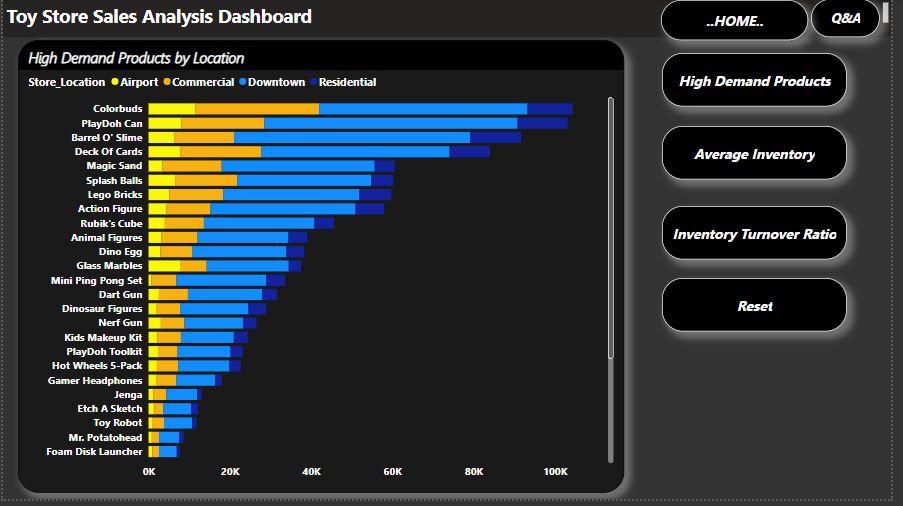 Toy Store Sales Analysis Dashboard
..HOME..
Q&A
High Demand Products by Location
Store_Location Airport Commercial Downtown Residential
Colorbuds
PlayDoh Can
Barrel O' Slime
Deck Of Cards
Magic Sand
Splash Balls
Lego Bricks
Action Figure
Rubik's Cube
Animal Figures
Dino Egg
Glass Marbles
Mini Ping Pong Set
Dart Gun
Dinosaur Figures
Nerf Gun
Kids Makeup Kit
PlayDoh Toolkit
Hot Wheels 5-Pack
Gamer Headphones
Jenga
Etch A Sketch
Toy Robot
Mr. Potatohead
Foam Disk Launcher
0K 20K 40K 60K 80K 100K
High Demand Products
Average Inventory
Inventory Turnover Ratio
Reset